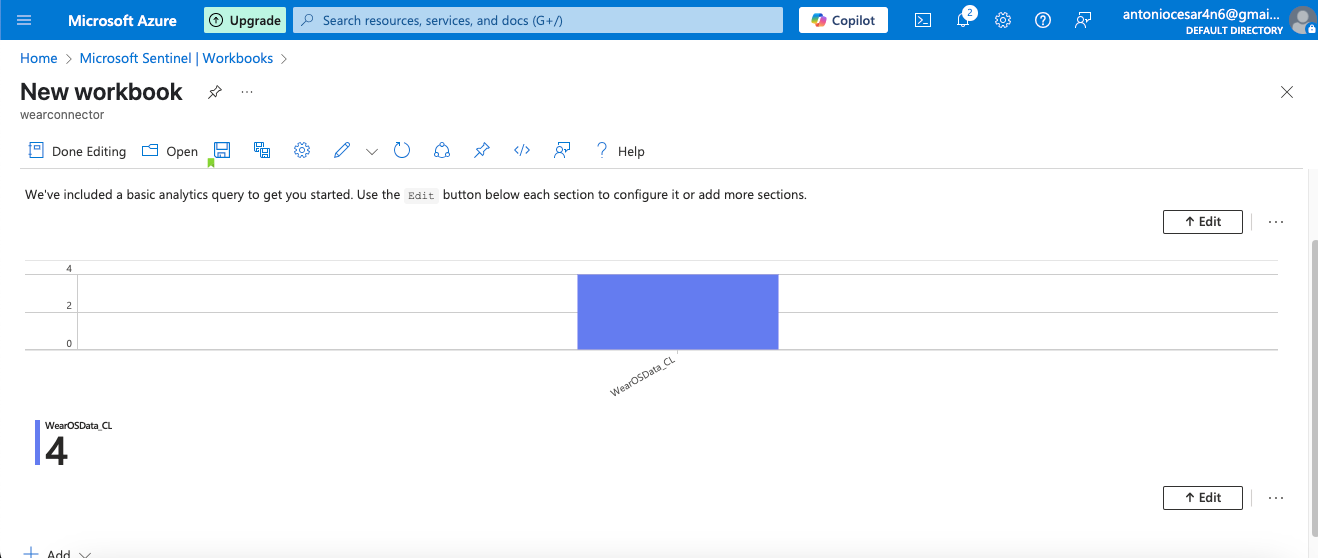 Microsoft Azure
Upgrade
Search resources, services, and docs (G+/)
Copilot
2
antoniocesar4n6@gmai...
DEFAULT DIRECTORY
Home > Microsoft Sentinel | Workbooks >
New workbook
...
wearconnector
Done Editing
Open
Help
We've included a basic analytics query to get you started. Use the Edit button below each section to configure it or add more sections.
↑ Edit
...
4
2
0
WearOSData_CL
WearOSData_CL
4
↑ Edit
...
+ Add